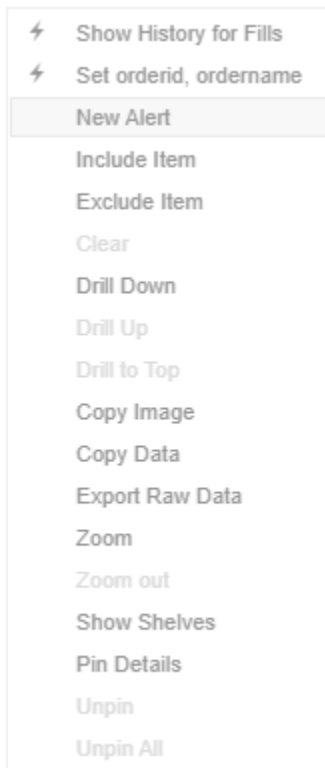 Show History for Fills
Set orderid, ordername
New Alert
Include Item
Exclude Item
Clear
Drill Down
Drill Up
Drill to Top
Copy Image
Copy Data
Export Raw Data
Zoom
Zoom out
Show Shelves
Pin Details
Unpin
Unpin All